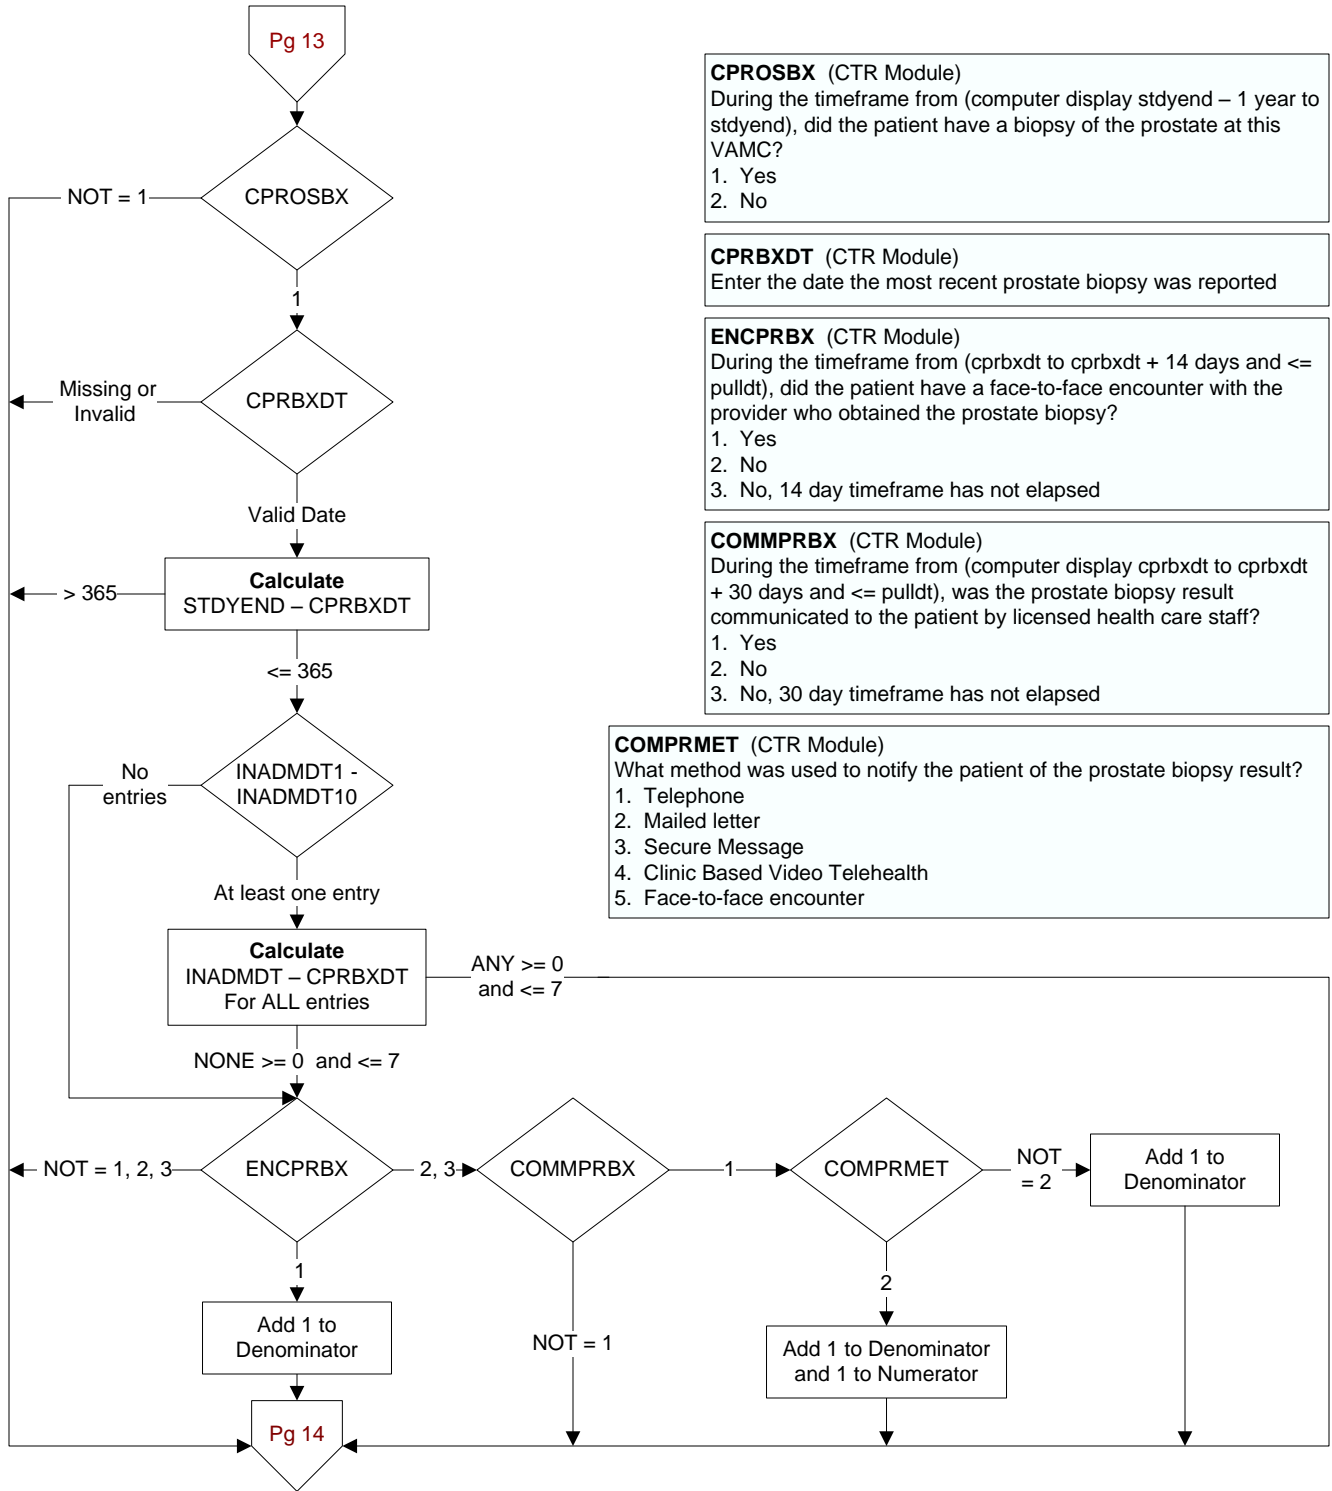 Pg 13
CPROSBX (CTR Module)
During the timeframe from (computer display stdyend – 1 year to
stdyend), did the patient have a biopsy of the prostate at this
VAMC?
1. Yes
2. No
NOT = 1
CPROSBX
1
CPRBXDT (CTR Module)
Enter the date the most recent prostate biopsy was reported
ENCPRBX (CTR Module)
During the timeframe from (cprbxdt to cprbxdt + 14 days and <=
pulldt), did the patient have a face-to-face encounter with the
provider who obtained the prostate biopsy?
1. Yes
2. No
3. No, 14 day timeframe has not elapsed
Missing or
Invalid
CPRBXDT
Valid Date
COMMPRBX (CTR Module)
During the timeframe from (computer display cprbxdt to cprbxdt
+ 30 days and <= pulldt), was the prostate biopsy result
communicated to the patient by licensed health care staff?
1. Yes
2. No
3. No, 30 day timeframe has not elapsed
> 365
Calculate
STDYEND – CPRBXDT
<= 365
COMPRMET (CTR Module)
What method was used to notify the patient of the prostate biopsy result?
1. Telephone
2. Mailed letter
3. Secure Message
4. Clinic Based Video Telehealth
5. Face-to-face encounter
No
entries
INADMDT1 -
INADMDT10
At least one entry
Calculate
INADMDT – CPRBXDT
For ALL entries
ANY >= 0
and <= 7
NONE >= 0 and <= 7
NOT = 1, 2, 3
ENCPRBX
2, 3
COMMPRBX
1
COMPRMET
NOT
= 2
Add 1 to
Denominator
1
2
Add 1 to
Denominator
NOT = 1
Add 1 to Denominator
and 1 to Numerator
Pg 14